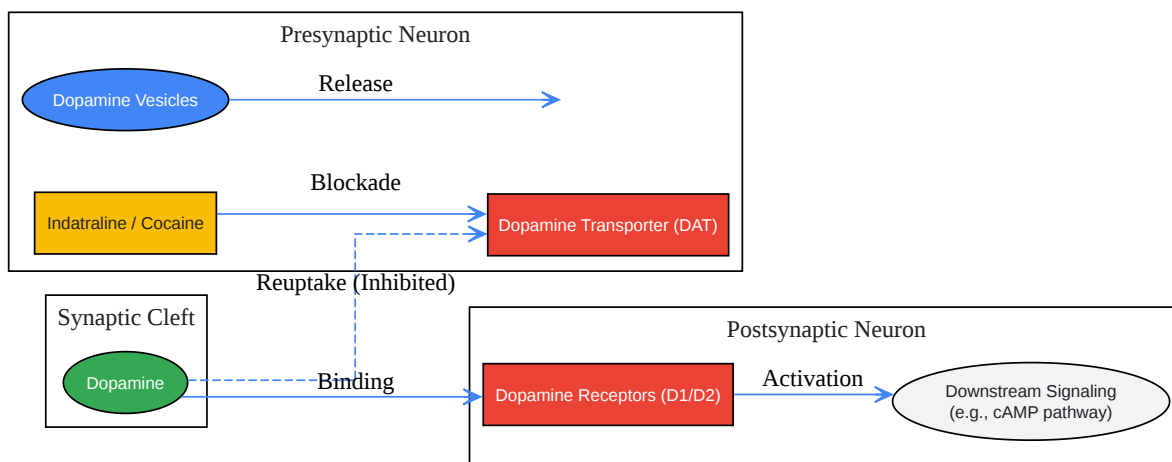 Presynaptic Neuron
Release
Dopamine Vesicles
Blockade
Indatraline / Cocaine
Dopamine Transporter (DAT)
Reuptake (Inhibited)
Synaptic Cleft
Postsynaptic Neuron
Dopamine
Binding
Dopamine Receptors (D1/D2)
Activation
Downstream Signaling
(e.g., cAMP pathway)